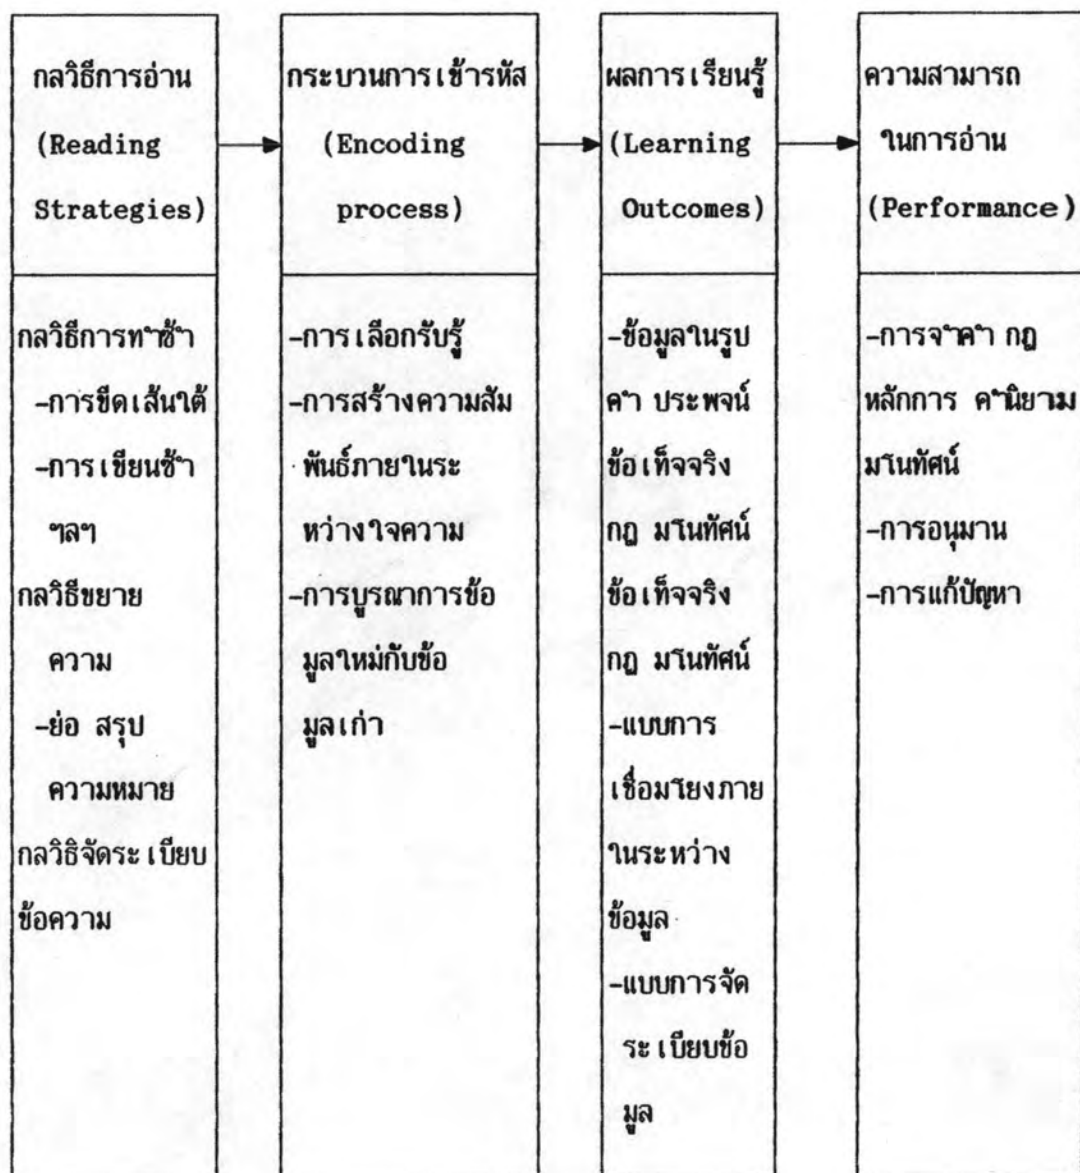 กลวิธีการอ่าน
(Reading
Strategies)
กลวิธีการทำซ้ำ
-การขีดเส้นใต้
-การเขียนซ้ำ
ฯลฯ
กลวิธีขยาย
ความ
-ย่อ สรุป
ความหมาย
กลวิธิจัดระเบียบ
ข้อความ
กระบวนการเข้ารหัส
(Encoding
process)
-การเลือกรับรู้
-การสร้างความสัม
พันธ์ภายในระ
หว่างใจความ
-การบูรณาการข้อ
มูลใหม่กับข้อ
มูลเก่า
ผลการเรียนรู้
(Learning
Outcomes)
-ข้อมูลในรูป
คำ ประพจน์
ข้อเท็จจริง
กฎ มโนทัศน์
ข้อเท็จจริง
กฎ มโนทัศน์
-แบบการ
เชื่อมโยงภาย
ในระหว่าง
ข้อมูล
-แบบการจัด
ระเบียบข้อ
มูล
ความสามารถ
ในการอ่าน
(Performance)
-การจำคำ กฎ
หลักการ คำนิยาม
มโนทัศน์
-การอนุมาน
-การแก้ปัญหา